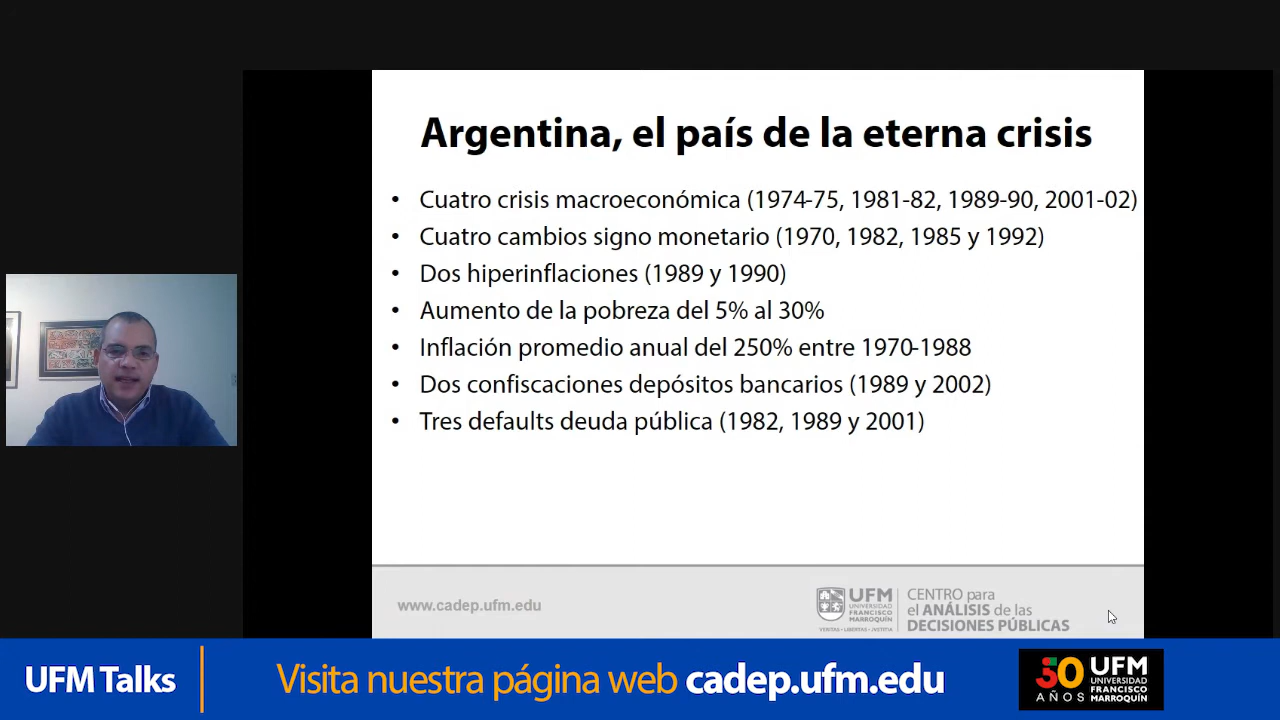 Argentina, el país de la eterna crisis
• Cuatro crisis macroeconómica (1974-75, 1981-82, 1989-90, 2001-02)
• Cuatro cambios signo monetario (1970, 1982, 1985 y 1992)
• Dos hiperinflaciones (1989 y 1990)
• Aumento de la pobreza del 5% al 30%
• Inflación promedio anual del 250% entre 1970-1988
• Dos confiscaciones depósitos bancarios (1989 y 2002)
• Tres defaults deuda pública (1982, 1989 y 2001)
www.cadep.ufm.edu
UFM
UNIVERSIDAD
FRANCISCO
MARROQUÍN
VERITAS · LIBERTAS · JVSTITIA
CENTRO para
el ANÁLISIS de las
DECISIONES PÚBLICAS
UFM Talks
Visita nuestra página web cadep.ufm.edu
50
AÑOS
UFM
UNIVERSIDAD
FRANCISCO
MARROQUÍN